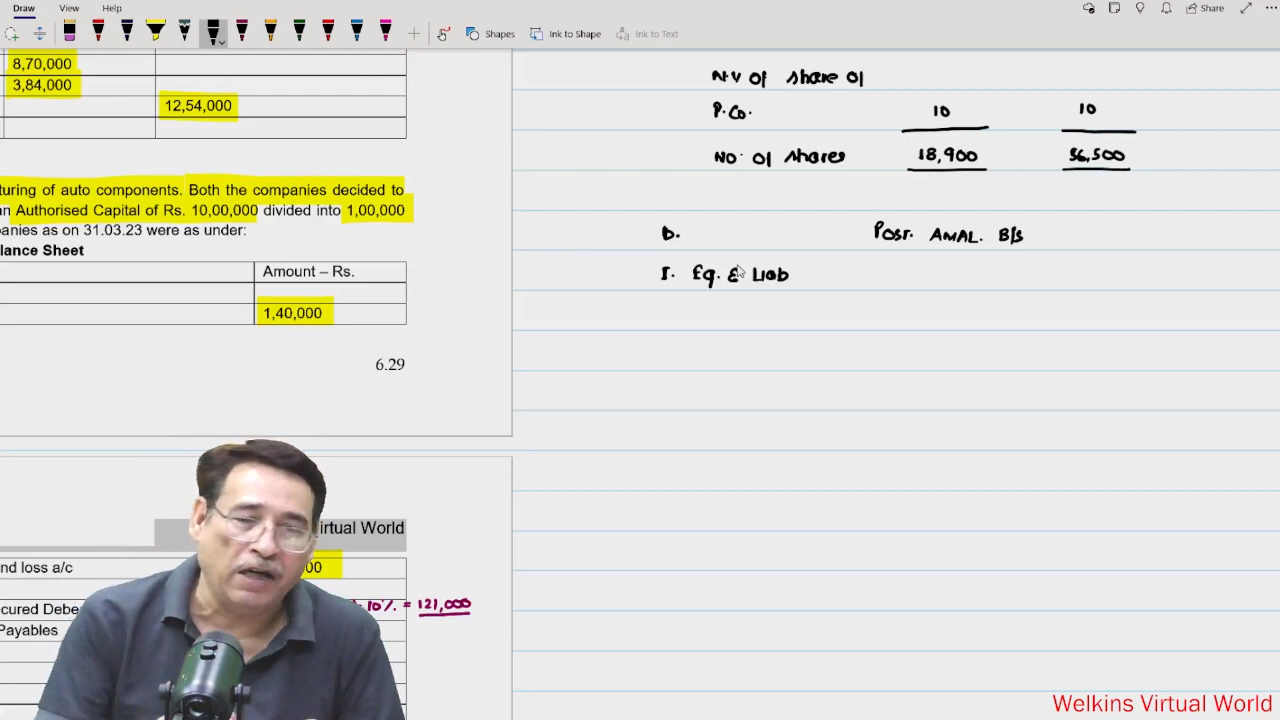 Draw View Help
Share
Shapes Ink to Shape Ink to Text
8,70,000
3,84,000
12,54,000
turing of auto components. Both the companies decided to
an Authorised Capital of Rs. 10,00,000 divided into 1,00,000
panies as on 31.03.23 were as under:
lance Sheet
Amount – Rs.
1,40,000
6.29
irtual World
nd loss a/c 00
cured Debe 10% = 121,000
Payables
N.V of share of
P.Co. 10 10
No. of shares 18,900 56,500
D. Post. AMAL. B/s
I. Eq. & Liab
Welkins Virtual World